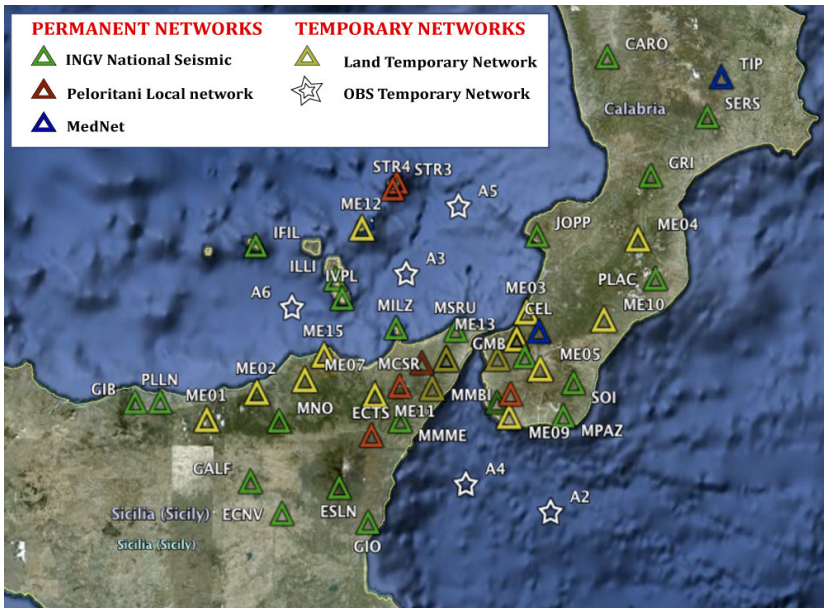 PERMANENT NETWORKS
TEMPORARY NETWORKS
INGV National Seismic
Land Temporary Network
Peloritani Local network
OBS Temporary Network
MedNet
CARO
TIP
Calabria
SERS
STR4
STR3
GRI
A5
ME12
JOPP
ME04
IFIL
ILLI
A3
IVPL
PLAC
A6
ME03
ME10
MILZ
MSRU
CEL
ME15
ME13
GMB
ME07
MCSR
ME05
ME02
PLLN
GIB
ME01
MMBI
SOI
MNO
ECTS
ME11
MMME
ME09
MPAZ
GALF
A4
A2
Sicilia (Sicily)
ECNV
ESLN
GIO
Sicilia (Sicily)